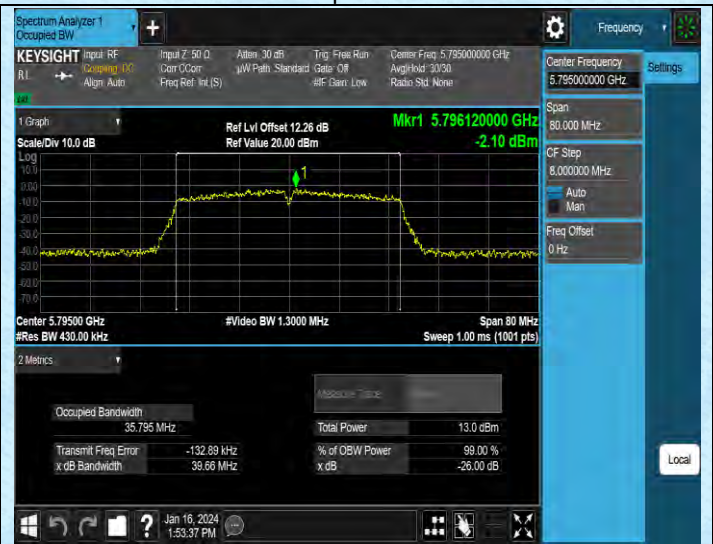 Spectrum Analyzer 1
Occupied BW
Frequency
KEYSIGHT Input: RF Input Z: 50 Ω Atten: 30 dB Trig: Free Run Center Freq: 5.795000000 GHz
RL Coupling: DC Corr CCorr µW Path: Standard Gate: Off Avg|Hold: 30/30
Align: Auto Freq Ref: Int (S) #IF Gain: Low Radio Std: None
Center Frequency
5.795000000 GHz
Settings
Span
80.000 MHz
CF Step
8.000000 MHz
Auto
Man
Freq Offset
0 Hz
1 Graph
Ref Lvl Offset 12.26 dB
Mkr1 5.796120000 GHz
Scale/Div 10.0 dB
Ref Value 20.00 dBm
-2.10 dBm
Log
10.0
0.00
-10.0
-20.0
-30.0
-40.0
-50.0
-60.0
-70.0
1
Center 5.79500 GHz
#Video BW 1.3000 MHz
Span 80 MHz
#Res BW 430.00 kHz
Sweep 1.00 ms (1001 pts)
2 Metrics
Measure Trace
Occupied Bandwidth
35.795 MHz
Total Power 13.0 dBm
Transmit Freq Error -132.89 kHz
% of OBW Power 99.00 %
x dB Bandwidth 39.66 MHz
x dB -26.00 dB
Local
?
Jan 16, 2024
1:53:37 PM